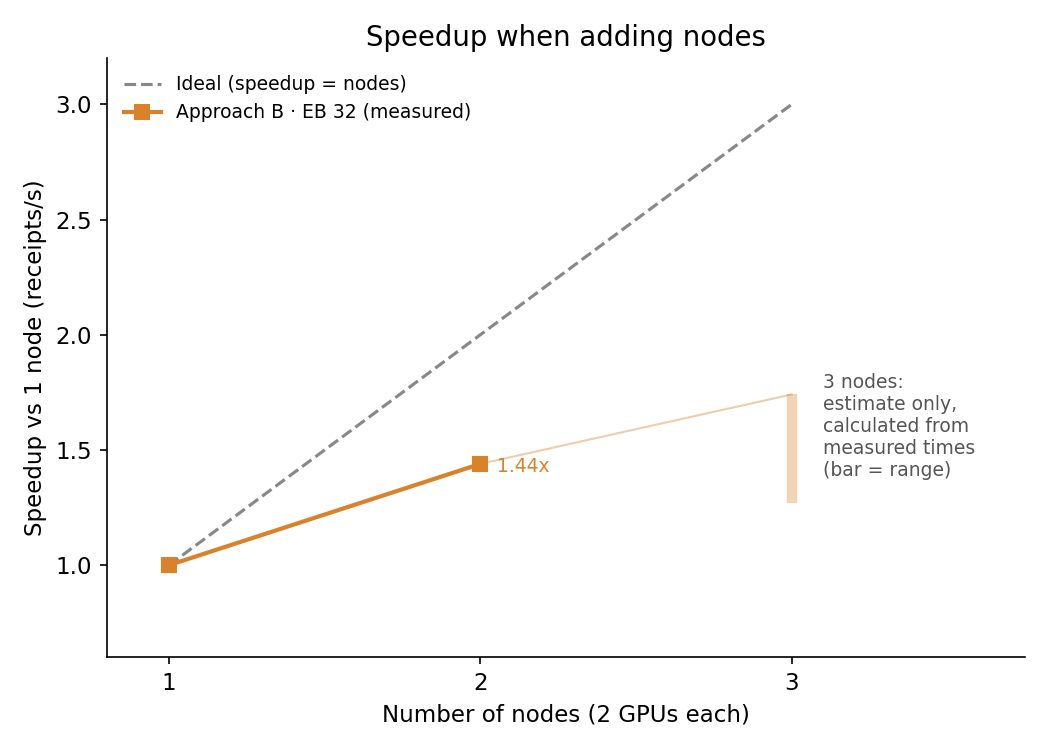 Speedup when adding nodes
Ideal (speedup = nodes)
Approach B · EB 32 (measured)
Speedup vs 1 node (receipts/s)
3.0
2.5
2.0
1.5
1.0
1.44x
3 nodes:
estimate only,
calculated from
measured times
(bar = range)
1
2
3
Number of nodes (2 GPUs each)